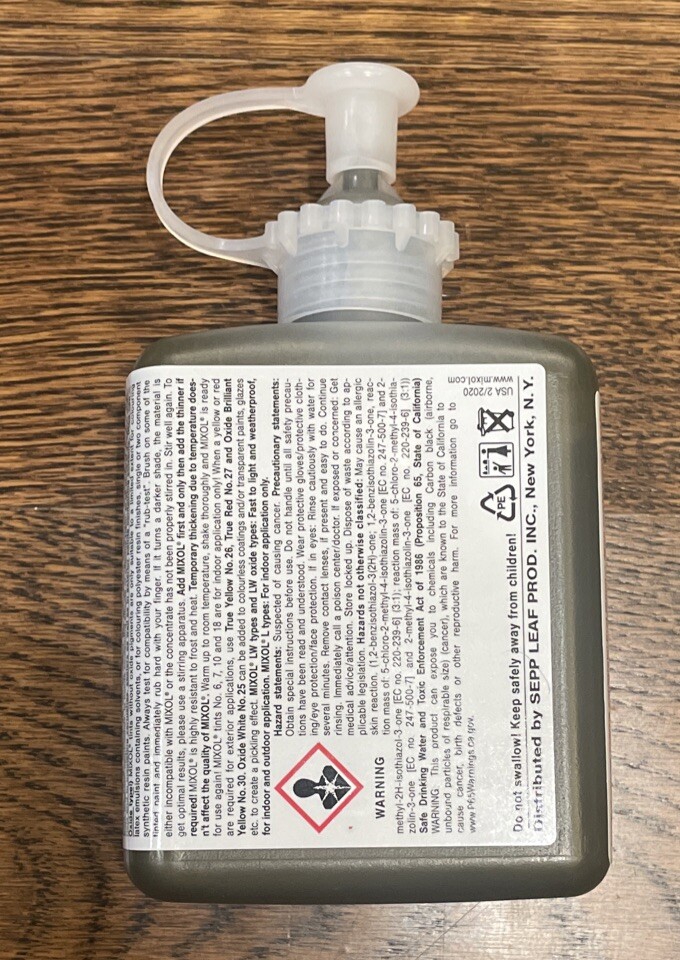 latex emulsions containing solvents, or for colouring polyester resin finishes, single or two component
synthetic resin paints. Always test for compatibility by means of a "rub-test". Brush on some of the
tinted paint and immediately rub hard with your finger. If it turns a darker shade, the material is
either incompatible with MIXOL® or the concentrate has not been properly stirred in. Stir well again. To
get optimal results, please use a stirring apparatus. Add MIXOL® first and only then add the thinner if
required! MIXOL® is highly resistant to frost and heat. Temporary thickening due to temperature does-
n't affect the quality of MIXOL®. Warm up to room temperature, shake thoroughly and MIXOL® is ready
for use again! MIXOL® tints No. 6, 7, 10 and 18 are for indoor application only! When a yellow or red
are required for exterior applications, use True Yellow No.26, True Red No.27 and Oxide Brilliant
Yellow No.30. Oxide White No.25 can be added to colourless coatings and/or transparent paints, glazes
etc. to create a picking effect. MIXOL® LW types and LN oxide types: Fast to light and weatherproof,
for indoor and outdoor application. MIXOL® L types: For indoor application only.
Hazard statements: Suspected of causing cancer. Precautionary statements:
Obtain special instructions before use. Do not handle until all safety precau-
tions have been read and understood. Wear protective gloves/protective cloth-
ing/eye protection/face protection. If in eyes: Rinse cautiously with water for
several minutes. Remove contact lenses, if present and easy to do. Continue
rinsing. Immediately call a poison center/doctor. If exposed or concerned: Get
medical advice/attention. Store locked up. Dispose of waste according to ap-
plicable legislation. Hazards not otherwise classified: May cause an allergic
skin reaction. (1,2-benzisothiazol-3(2H)-one; 1,2-benzisothiazolin-3-one, reac-
tion mass of: 5-chloro-2-methyl-4-isothiazolin-3-one [EC no. 247-500-7] and 2-
methyl-2H-isothiazol-3-one [EC no. 220-239-6] (3:1); reaction mass of: 5-chloro-2-methyl-4-isothia-
zolin-3-one [EC no. 247-500-7] and 2-methyl-4-isothiazolin-3-one [EC no. 220-239-6] (3:1))
WARNING
Safe Drinking Water and Toxic Enforcement Act of 1986 (Proposition 65, State of California)
WARNING: This product can expose you to chemicals including Carbon black (airborne,
unbound particles of respirable size) (cancer), which are known to the State of California to
cause cancer, birth defects or other reproductive harm. For more information go to
www.P65Warnings.ca.gov.
PE
USA 2/2020
www.mixol.com
Do not swallow! Keep safely away from children!
Distributed by SEPP LEAF PROD. INC., New York, N.Y.